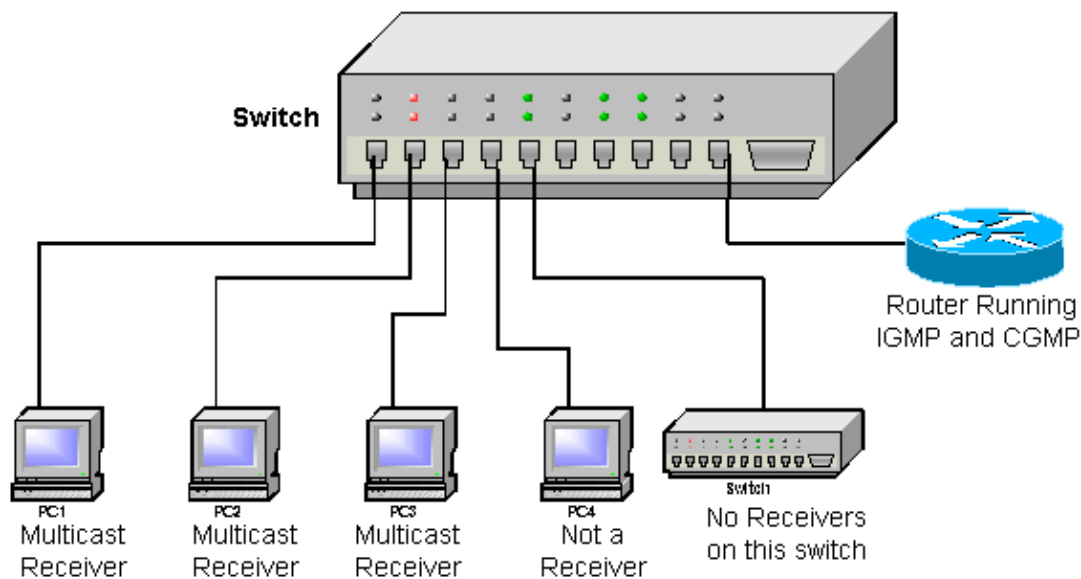 Switch
Router Running
IGMP and CGMP
PC1
Multicast
Receiver
PC2
Multicast
Receiver
PC3
Multicast
Receiver
PC4
Not a
Receiver
Switch
No Receivers
on this switch